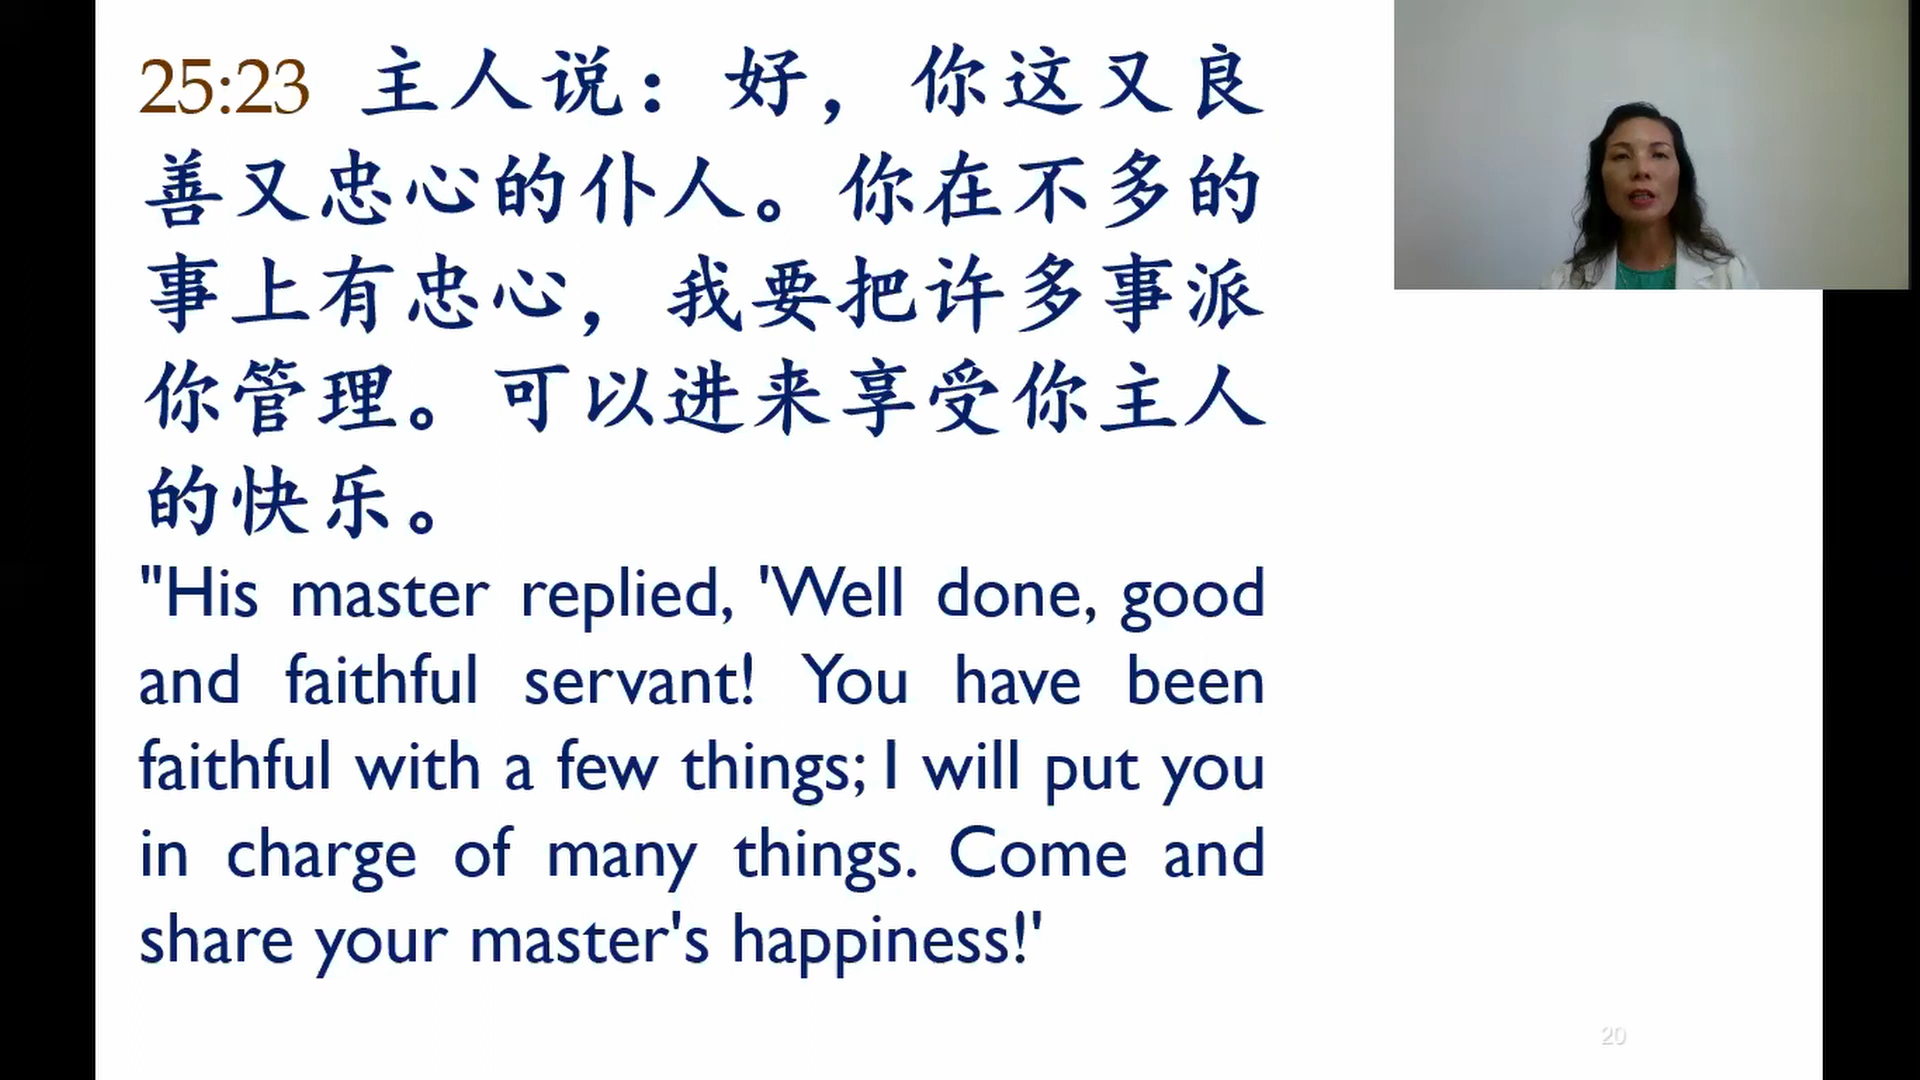 25:23 主人说：好，你这又良
善又忠心的仆人。你在不多的
事上有忠心，我要把许多事派
你管理。可以进来享受你主人
的快乐。
"His master replied, 'Well done, good
and faithful servant! You have been
faithful with a few things; I will put you
in charge of many things. Come and
share your master's happiness!'
20